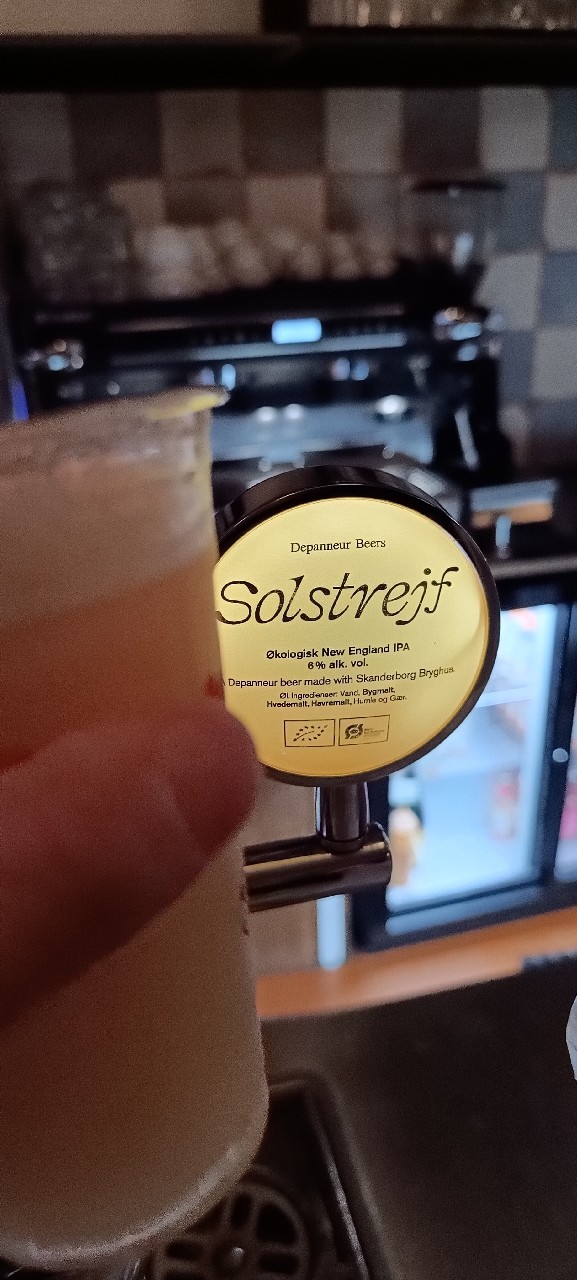 Depanneur Beers
Solstrejf
Økologisk New England IPA
6% alk. vol.
Depanneur beer made with Skanderborg Bryghus.
Øl. Ingredienser: Vand, Bygmalt,
Hvedemalt, Havremalt, Humle og Gær.